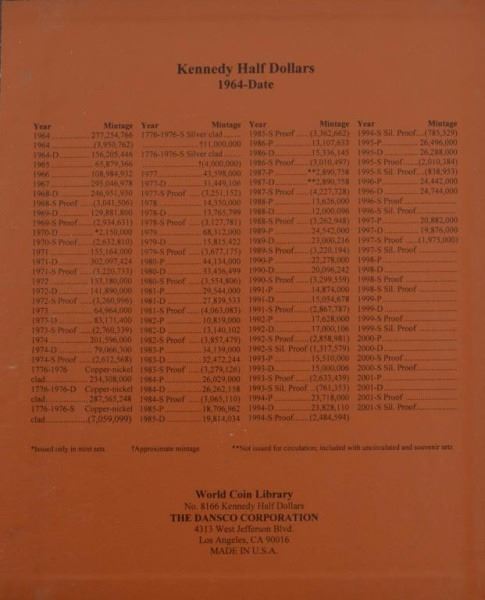 Kennedy Half Dollars
1964-Date
Year Mintage
1964 277,254,766
1964 (3,950,762)
1964-D 156,205,446
1965 65,879,366
1966 108,984,932
1967 295,046,978
1968-D 246,951,930
1968-S Proof (3,041,506)
1969-D 129,881,800
1969-S Proof (2,934,631)
1970-D *2,150,000
1970-S Proof (2,632,810)
1971 155,164,000
1971-D 302,097,424
1971-S Proof (3,220,733)
1972 153,180,000
1972-D 141,890,000
1972-S Proof (3,260,996)
1973 64,964,000
1973-D 83,171,400
1973-S Proof (2,760,339)
1974 201,596,000
1974-D 79,066,300
1974-S Proof (2,612,568)
1776-1976 Copper-nickel
clad 234,308,000
1776-1976-D Copper-nickel
clad 287,565,248
1776-1976-S Copper-nickel
clad (7,059,099)
Year Mintage
1776-1976-S Silver clad
†11,000,000
1776-1976-S Silver clad
†(4,000,000)
1977 43,598,000
1977-D 31,449,106
1977-S Proof (3,251,152)
1978 14,350,000
1978-D 13,765,799
1978-S Proof (3,127,781)
1979 68,312,000
1979-D 15,815,422
1979-S Proof (3,677,175)
1980-P 44,134,000
1980-D 33,456,449
1980-S Proof (3,554,806)
1981-P 29,544,000
1981-D 27,839,533
1981-S Proof (4,063,083)
1982-P 10,819,000
1982-D 13,140,102
1982-S Proof (3,857,479)
1983-P 34,139,000
1983-D 32,472,244
1983-S Proof (3,279,126)
1984-P 26,029,000
1984-D 26,262,158
1984-S Proof (3,065,110)
1985-P 18,706,962
1985-D 19,814,034
Year Mintage
1985-S Proof (3,362,662)
1986-P 13,107,633
1986-D 15,336,145
1986-S Proof (3,010,497)
1987-P **2,890,758
1987-D **2,890,758
1987-S Proof (4,227,728)
1988-P 13,626,000
1988-D 12,000,096
1988-S Proof (3,262,948)
1989-P 24,542,000
1989-D 23,000,216
1989-S Proof (3,220,194)
1990-P 22,278,000
1990-D 20,096,242
1990-S Proof (3,299,559)
1991-P 14,874,000
1991-D 15,054,678
1991-S Proof (2,867,787)
1992-P 17,628,000
1992-D 17,000,106
1992-S Proof (2,858,981)
1992-S Sil. Proof (1,317,579)
1993-P 15,510,000
1993-D 15,000,006
1993-S Proof (2,633,439)
1993-S Sil. Proof (761,353)
1994-P 23,718,000
1994-D 23,828,110
1994-S Proof (2,484,594)
Year Mintage
1994-S Sil. Proof (785,329)
1995-P 26,496,000
1995-D 26,288,000
1995-S Proof (2,010,384)
1995-S Sil. Proof (838,953)
1996-P 24,442,000
1996-D 24,744,000
1996-S Proof
1996-S Sil. Proof
1997-P 20,882,000
1997-D 19,876,000
1997-S Proof (1,975,000)
1997-S Sil. Proof
1998-P
1998-D
1998-S Proof
1998-S Sil. Proof
1999-P
1999-D
1999-S Proof
1999-S Sil. Proof
2000-P
2000-D
2000-S Proof
2000-S Sil. Proof
2001-P
2001-D
2001-S Proof
2001-S Sil. Proof
*Issued only in mint sets †Approximate mintage **Not issued for circulation; included with uncirculated and souvenir sets
World Coin Library
No. 8166 Kennedy Half Dollars
THE DANSCO CORPORATION
4313 West Jefferson Blvd.
Los Angeles, CA 90016
MADE IN U.S.A.